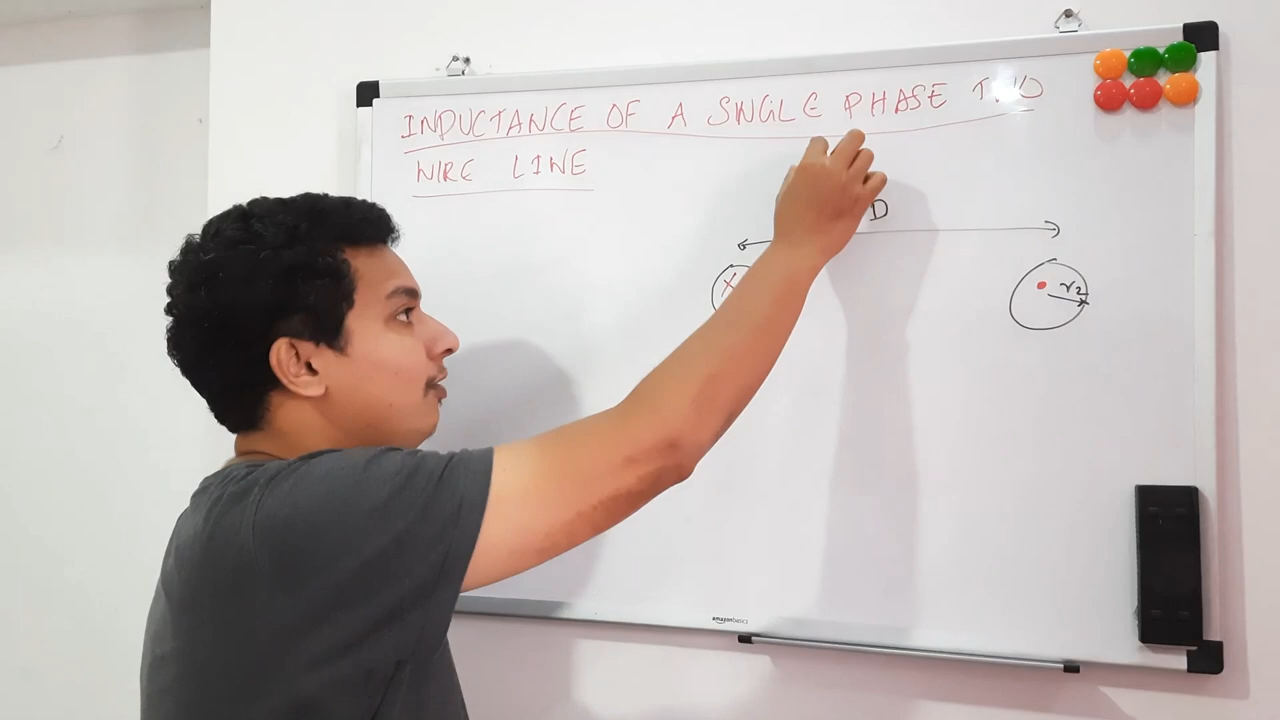 INDUCTANCE OF A SINGLE PHASE TWO
WIRE LINE
D
X
r2
amazonbasics